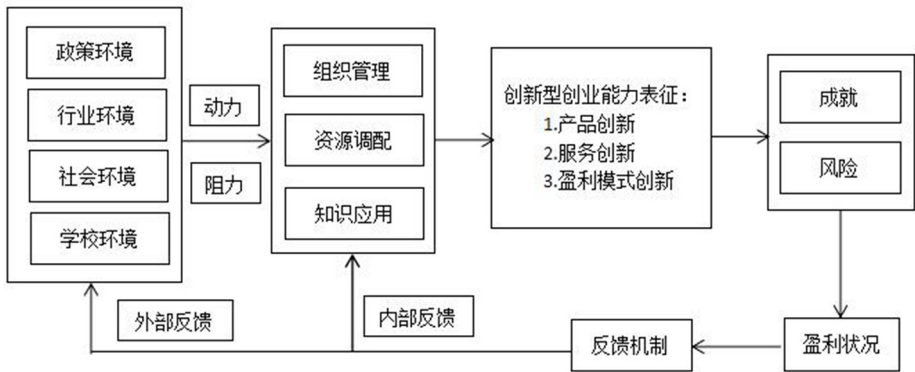 政策环境
行业环境
社会环境
学校环境
动力
阻力
组织管理
资源调配
知识应用
创新型创业能力表征：
1.产品创新
2.服务创新
3.盈利模式创新
成就
风险
外部反馈
内部反馈
反馈机制
盈利状况